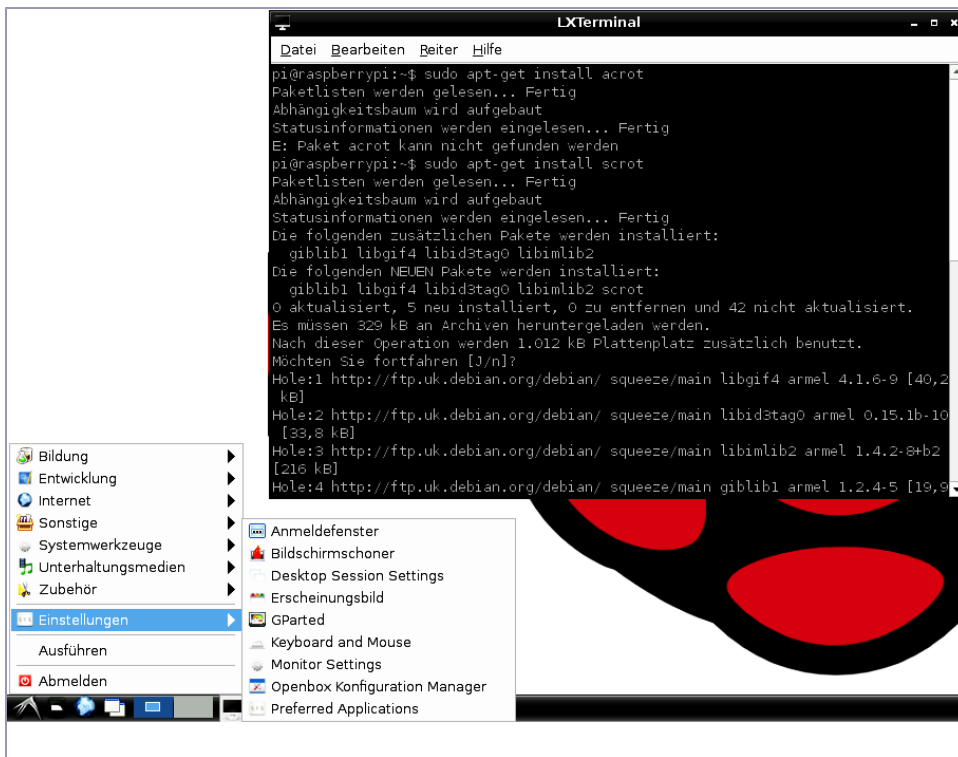 LXTerminal
Datei Bearbeiten Reiter Hilfe
pi@raspberrypi:~$ sudo apt-get install acrot
Paketlisten werden gelesen... Fertig
Abhängigkeitsbaum wird aufgebaut
Statusinformationen werden eingelesen... Fertig
E: Paket acrot kann nicht gefunden werden
pi@raspberrypi:~$ sudo apt-get install scrot
Paketlisten werden gelesen... Fertig
Abhängigkeitsbaum wird aufgebaut
Statusinformationen werden eingelesen... Fertig
Die folgenden zusätzlichen Pakete werden installiert:
giblib1 libgif4 libid3tag0 libimlib2
Die folgenden NEUEN Pakete werden installiert:
giblib1 libgif4 libid3tag0 libimlib2 scrot
0 aktualisiert, 5 neu installiert, 0 zu entfernen und 42 nicht aktualisiert.
Es müssen 329 kB an Archiven heruntergeladen werden.
Nach dieser Operation werden 1.012 kB Plattenplatz zusätzlich benutzt.
Möchten Sie fortfahren [J/n]?
Hole:1 http://ftp.uk.debian.org/debian/ squeeze/main libgif4 armel 4.1.6-9 [40,2
kB]
Hole:2 http://ftp.uk.debian.org/debian/ squeeze/main libid3tag0 armel 0.15.1b-10
[33,8 kB]
Hole:3 http://ftp.uk.debian.org/debian/ squeeze/main libimlib2 armel 1.4.2-8+b2
[216 kB]
Hole:4 http://ftp.uk.debian.org/debian/ squeeze/main giblib1 armel 1.2.4-5 [19,9
Bildung
Entwicklung
Internet
Sonstige
Systemwerkzeuge
Unterhaltungsmedien
Zubehör
Einstellungen
Ausführen
Abmelden
Anmeldefenster
Bildschirmschoner
Desktop Session Settings
Erscheinungsbild
GParted
Keyboard and Mouse
Monitor Settings
Openbox Konfiguration Manager
Preferred Applications